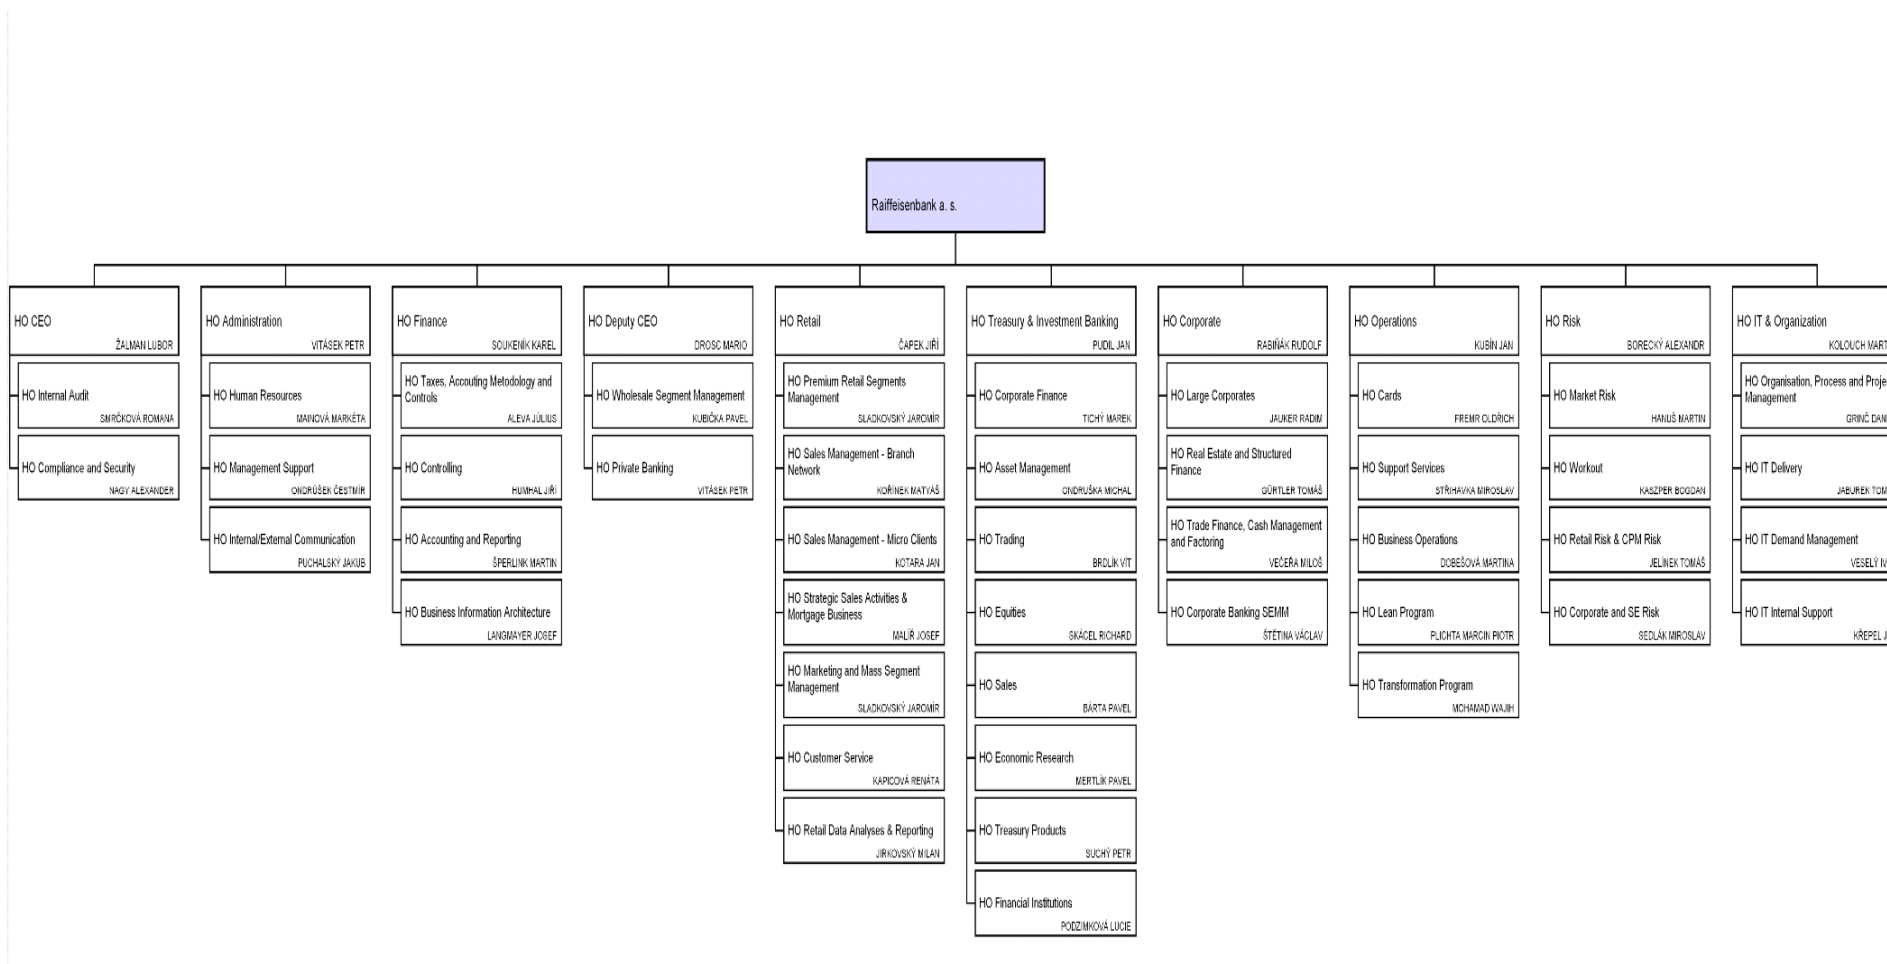 Raiffeisenbank a. s.
HO CEO
ŽALMAN LUBOR
HO Internal Audit
SMRČKOVÁ ROMANA
HO Compliance and Security
NAGY ALEXANDER
HO Administration
VITÁSEK PETR
HO Human Resources
MAINOVÁ MARKÉTA
HO Management Support
ONDRŮŠEK ČESTMÍR
HO Internal/External Communication
PUCHALSKÝ JAKUB
HO Finance
SOUKENÍK KAREL
HO Taxes, Accouting Metodology and
Controls
ALEVA JÚLIUS
HO Controlling
HUMHAL JIŘÍ
HO Accounting and Reporting
ŠPERLINK MARTIN
HO Business Information Architecture
LANGMAYER JOSEF
HO Deputy CEO
DROSC MARIO
HO Wholesale Segment Management
KUBIČKA PAVEL
HO Private Banking
VITÁSEK PETR
HO Retail
ČAPEK JIŘÍ
HO Premium Retail Segments
Management
SLADKOVSKÝ JAROMÍR
HO Sales Management - Branch
Network
KOŘÍNEK MATYÁŠ
HO Sales Management - Micro Clients
KOTARA JAN
HO Strategic Sales Activities &
Mortgage Business
MALÍŘ JOSEF
HO Marketing and Mass Segment
Management
SLADKOVSKÝ JAROMÍR
HO Customer Service
KAPICOVÁ RENÁTA
HO Retail Data Analyses & Reporting
JIRKOVSKÝ MILAN
HO Treasury & Investment Banking
PUDIL JAN
HO Corporate Finance
TICHÝ MAREK
HO Asset Management
ONDRUŠKA MICHAL
HO Trading
BRDLÍK VÍT
HO Equities
SKÁCEL RICHARD
HO Sales
BÁRTA PAVEL
HO Economic Research
MERTLÍK PAVEL
HO Treasury Products
SUCHÝ PETR
HO Financial Institutions
PODZIMKOVÁ LUCIE
HO Corporate
RABIŇÁK RUDOLF
HO Large Corporates
JAUKER RADIM
HO Real Estate and Structured
Finance
GÜRTLER TOMÁŠ
HO Trade Finance, Cash Management
and Factoring
VEČEŘA MILOŠ
HO Corporate Banking SEMM
ŠTĚTINA VÁCLAV
HO Operations
KUBÍN JAN
HO Cards
FREMR OLDŘICH
HO Support Services
STŘIHAVKA MIROSLAV
HO Business Operations
DOBEŠOVÁ MARTINA
HO Lean Program
PLICHTA MARCIN PIOTR
HO Transformation Program
MOHAMAD WAJIH
HO Risk
BORECKÝ ALEXANDR
HO Market Risk
HANUŠ MARTIN
HO Workout
KASZPER BOGDAN
HO Retail Risk & CPM Risk
JELÍNEK TOMÁŠ
HO Corporate and SE Risk
SEDLÁK MIROSLAV
HO IT & Organization
KOLOUCH MART
HO Organisation, Process and Proje
Management
GRINČ DAN
HO IT Delivery
JABUREK TOM
HO IT Demand Management
VESELÝ IV
HO IT Internal Support
KŘEPEL J